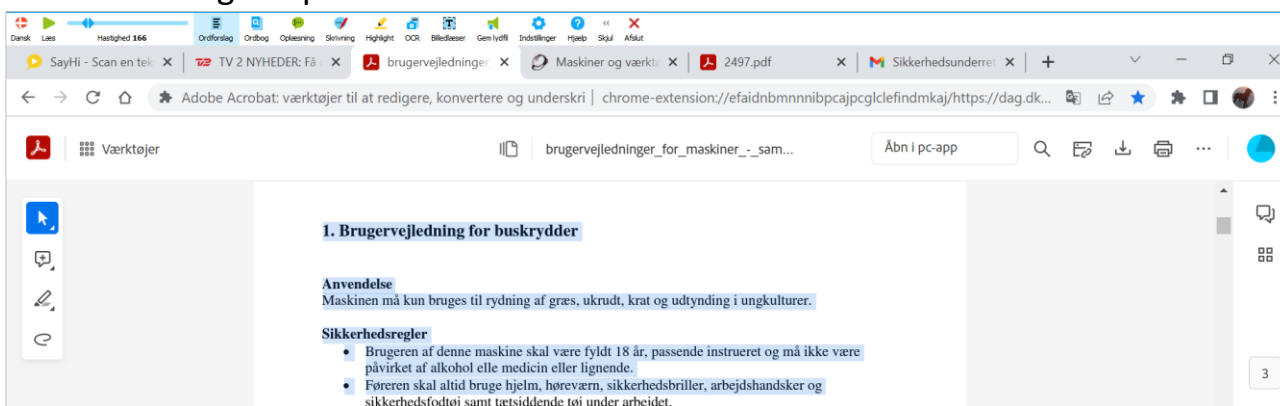 Dansk Læs Hastighed 166 Ordforslag Ordbog Oplæsning Skrivning Highlight OCR Billedlæser Gem lydfil Indstillinger Hjælp Skjul Afslut
SayHi - Scan en tek TV 2 NYHEDER: Få brugervejledninger Maskiner og værkt 2497.pdf Sikkerhedsunderret
Adobe Acrobat: værktøjer til at redigere, konvertere og underskri | chrome-extension://efaidnbmnnnibpcajpcglclefindmkaj/https://dag.dk...
Værktøjer brugervejledninger_for_maskiner_-_sam... Åbn i pc-app
1. Brugervejledning for buskrydder
Anvendelse
Maskinen må kun bruges til rydning af græs, ukrudt, krat og udtynding i ungkulturer.
Sikkerhedsregler
• Brugeren af denne maskine skal være fyldt 18 år, passende instrueret og må ikke være
påvirket af alkohol elle medicin eller lignende.
• Føreren skal altid bruge hjelm, høreværn, sikkerhedsbriller, arbejdshandsker og
sikkerhedsfodtøj samt tætsiddende tøj under arbejdet.
3